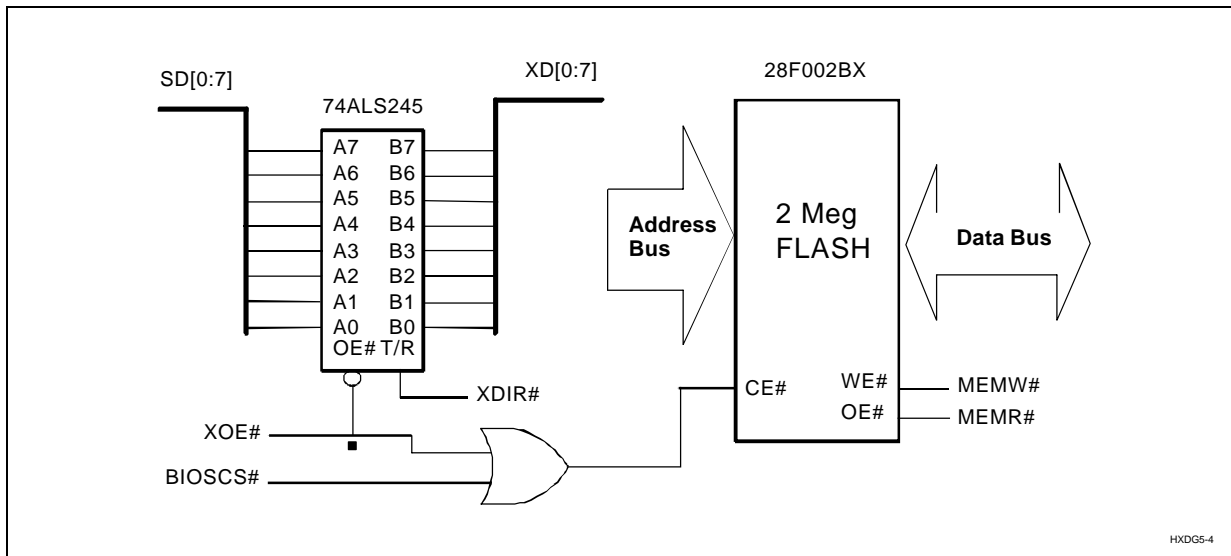 SD[0:7]
XD[0:7]
28F002BX
74ALS245
A7 B7
A6 B6
A5 B5
A4 B4
A3 B3
A2 B2
A1 B1
A0 B0
OE# T/R
Address
Bus
2 Meg
FLASH
Data Bus
CE#
WE#
OE#
MEMW#
MEMR#
XDIR#
XOE#
BIOSCS#
HXDG5-4